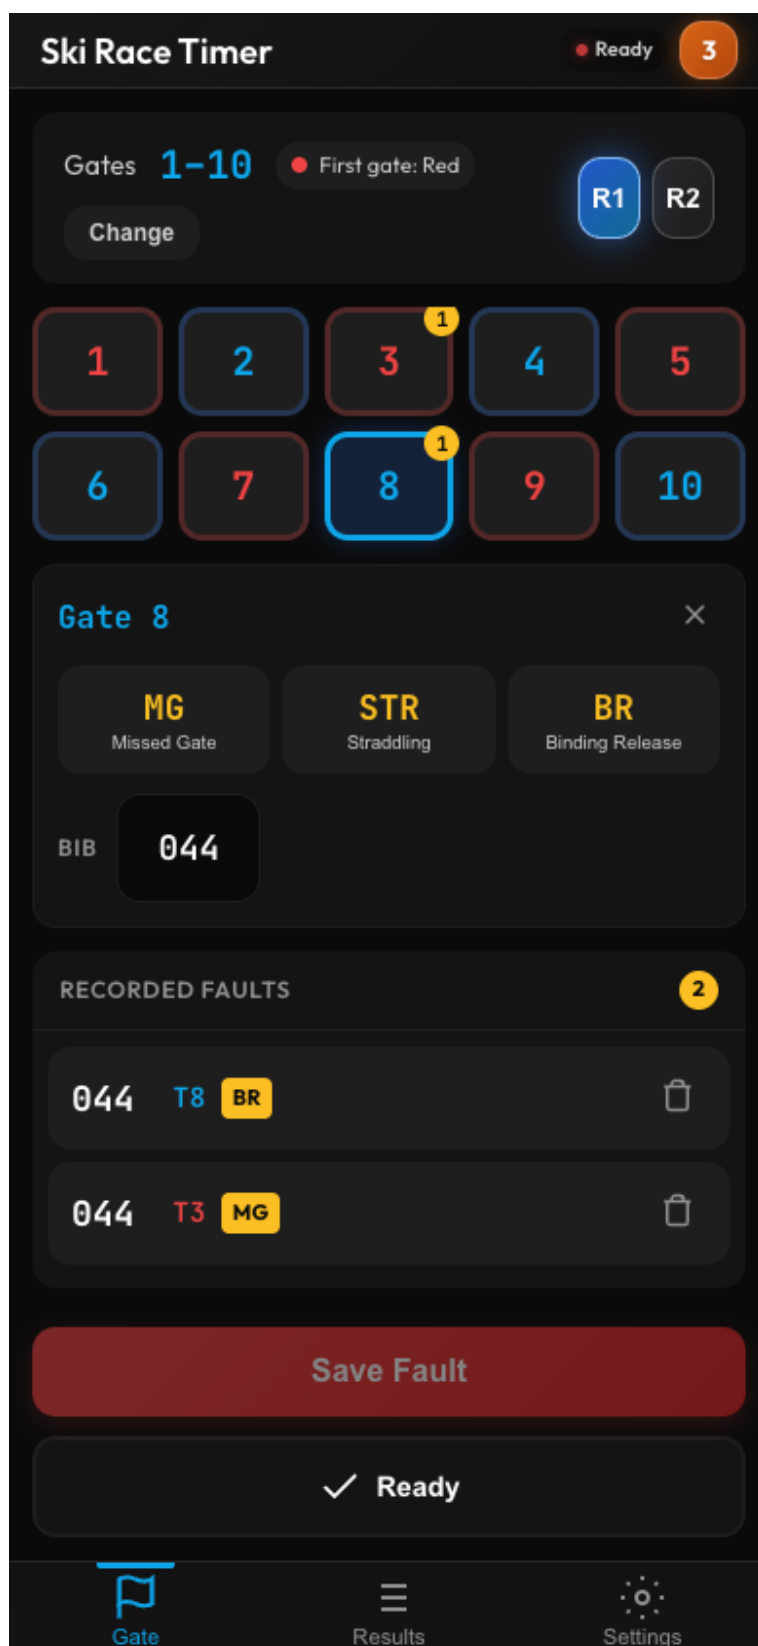 Ski Race Timer
Ready
3
Gates 1–10
First gate: Red
Change
R1
R2
1
2
3
1
4
5
6
7
8
1
9
10
Gate 8
MG
Missed Gate
STR
Straddling
BR
Binding Release
BIB
044
RECORDED FAULTS
2
044 T8 BR
044 T3 MG
Save Fault
Ready
Gate
Results
Settings